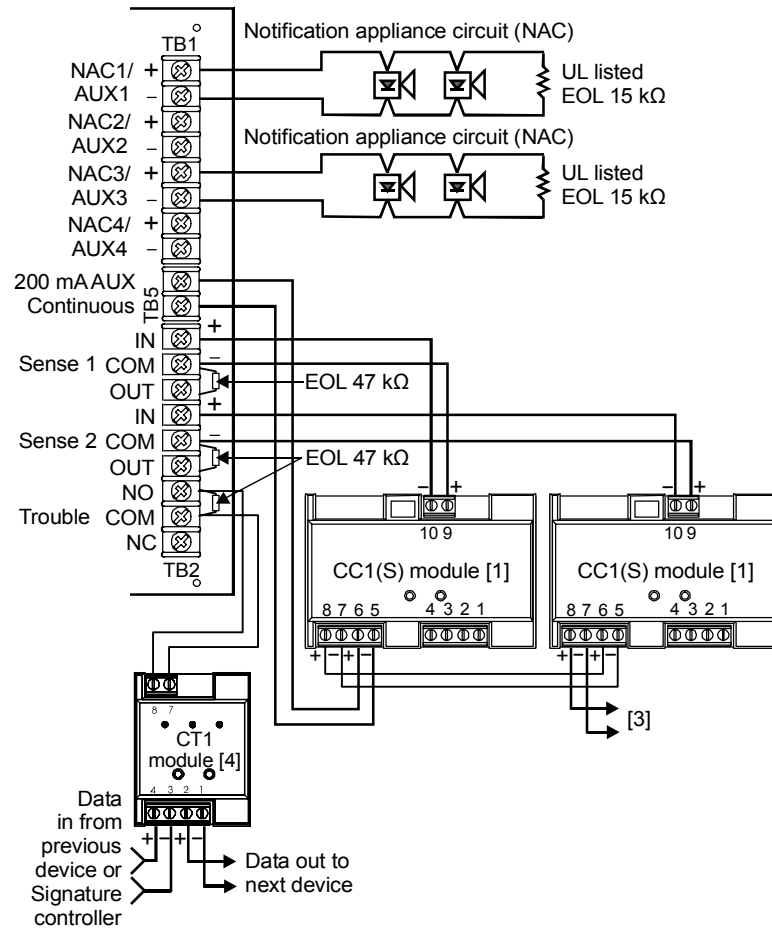 TB1
Notification appliance circuit (NAC)
NAC1/ +
AUX1 –
UL listed
EOL 15 kΩ
NAC2/ +
AUX2 –
Notification appliance circuit (NAC)
NAC3/ +
AUX3 –
UL listed
EOL 15 kΩ
NAC4/ +
AUX4 –
200 mA AUX
Continuous
TB5
IN +
Sense 1 COM –
OUT
EOL 47 kΩ
IN +
Sense 2 COM –
OUT
EOL 47 kΩ
NO
Trouble COM
NC
TB2
– +
10 9
CC1(S) module [1]
8 7 6 5 4 3 2 1
+ – + –
– +
10 9
CC1(S) module [1]
8 7 6 5 4 3 2 1
+ – + –
[3]
8 7
CT1
module [4]
4 3 2 1
+ – + –
Data
in from
previous
device or
Signature
controller
Data out to
next device